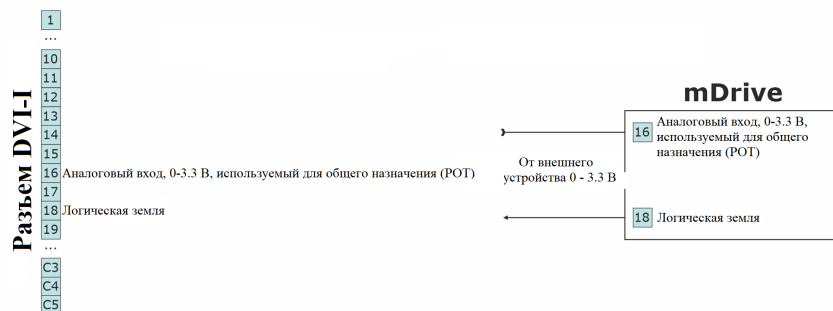 Разъем DVI-I
1
...
10
11
12
13
14
15
16 Аналоговый вход, 0-3.3 В, используемый для общего назначения (POT)
17
18 Логическая земля
19
...
C3
C4
C5
От внешнего
устройства 0 - 3.3 В
mDrive
16 Аналоговый вход, 0-3.3 В,
используемый для общего
назначения (POT)
18 Логическая земля